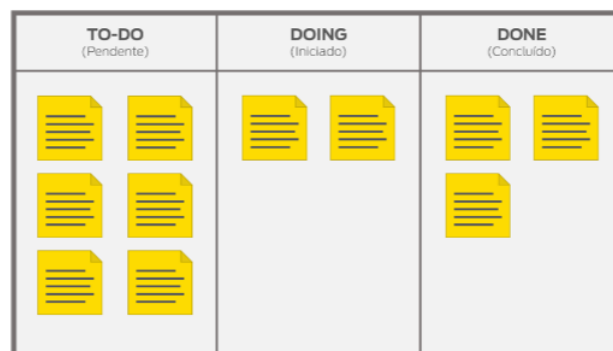 TO-DO
(Pendente)
DOING
(Iniciado)
DONE
(Concluído)